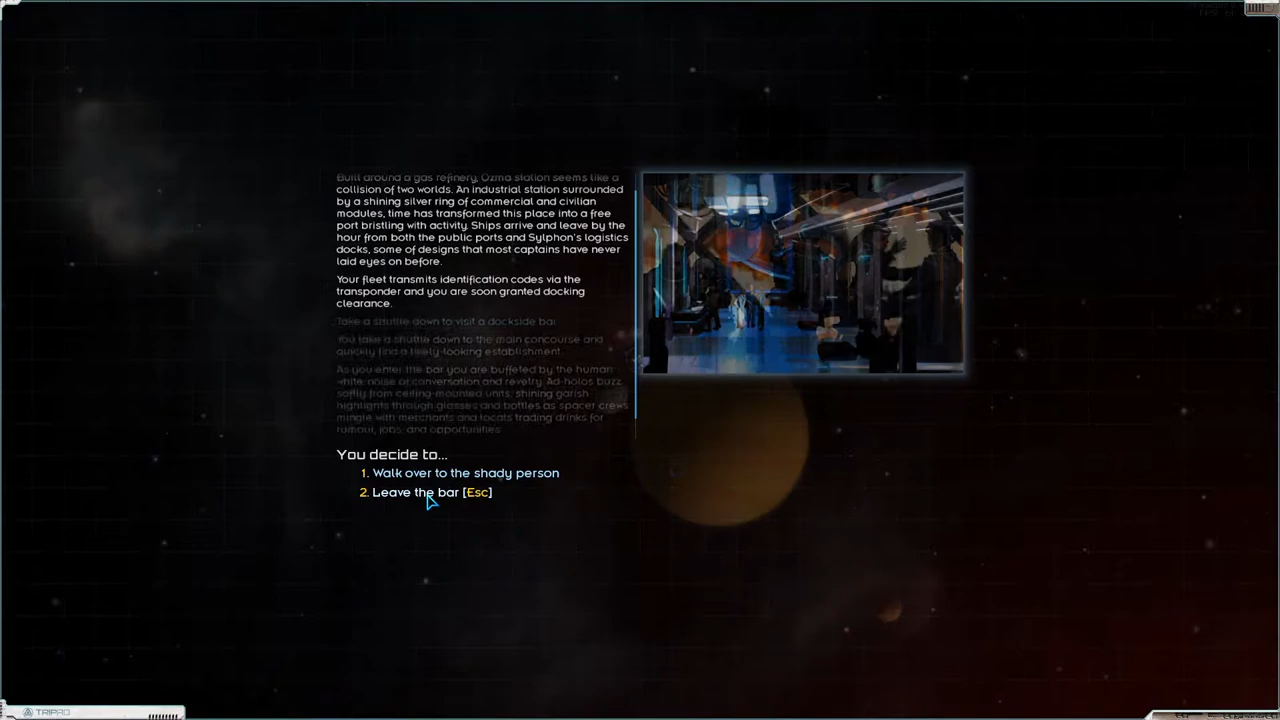 Built around a gas refinery, Ozma station seems like a
collision of two worlds. An industrial station surrounded
by a shining silver ring of commercial and civilian
modules, time has transformed this place into a free
port bristling with activity. Ships arrive and leave by the
hour from both the public ports and Sylphon's logistics
docks, some of designs that most captains have never
laid eyes on before.
Your fleet transmits identification codes via the
transponder and you are soon granted docking
clearance.
Take a shuttle down to visit a dockside bar
You take a shuttle down to the main concourse and
quickly find a likely-looking establishment.
As you enter the bar you are buffeted by the human
white noise of conversation and revelry. Ad-holos buzz
softly from ceiling-mounted units, shining garish
highlights through glasses and bottles as spacer crews
mingle with merchants and locals trading drinks for
rumour, jobs, and opportunities
You decide to...
1. Walk over to the shady person
2. Leave the bar [Esc]
TRIPAD